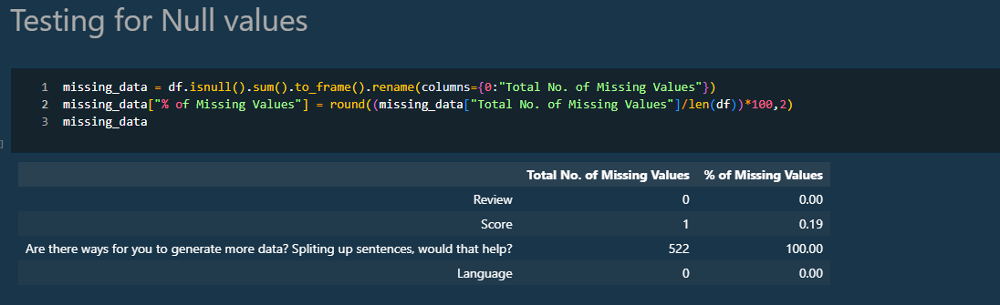 Testing for Null values
1 missing_data = df.isnull().sum().to_frame().rename(columns={0:"Total No. of Missing Values"})
2 missing_data["% of Missing Values"] = round((missing_data["Total No. of Missing Values"]/len(df))*100,2)
3 missing_data
]
Total No. of Missing Values % of Missing Values
Review 0 0.00
Score 1 0.19
Are there ways for you to generate more data? Spliting up sentences, would that help? 522 100.00
Language 0 0.00